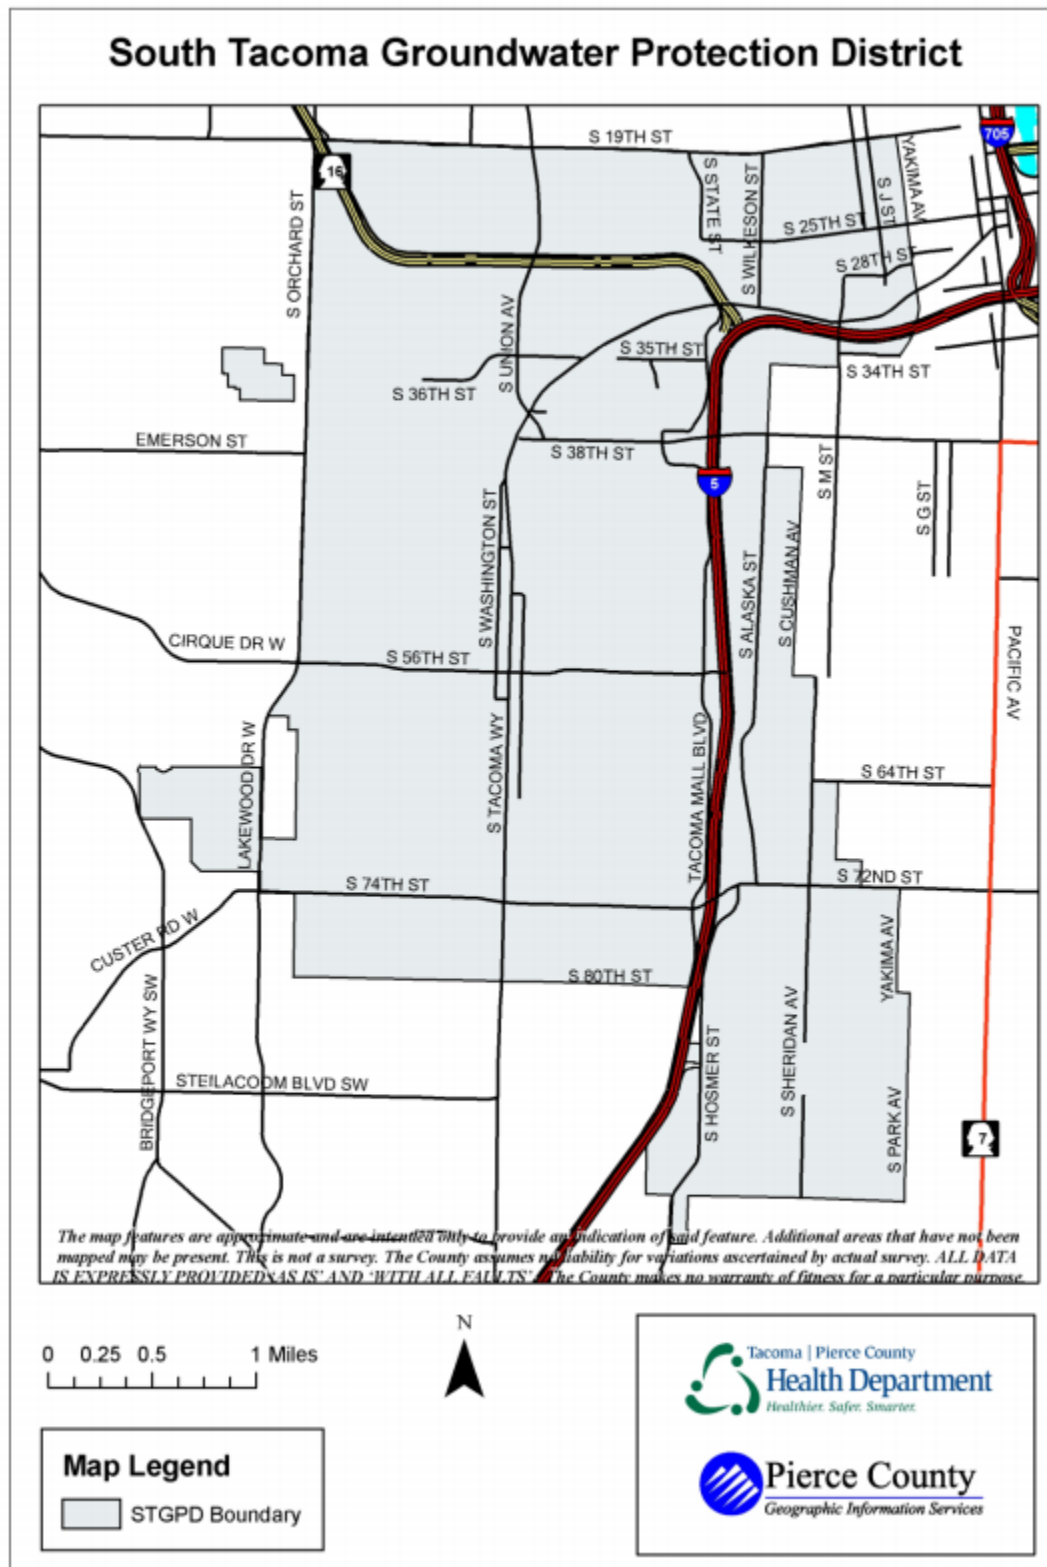 South Tacoma Groundwater Protection District
S 19TH ST
705
16
S STATE ST
S WILKESON ST
S J ST
YAKIMA AV
S 25TH ST
S ORCHARD ST
S 28TH ST
S UNION AV
S 35TH ST
S 34TH ST
S 36TH ST
EMERSON ST
S 38TH ST
S M ST
5
S G ST
S WASHINGTON ST
S ALASKA ST
S CUSHMAN AV
CIRQUE DR W
S 56TH ST
PACIFIC AV
LAKEWOOD DR W
S TACOMA WY
TACOMA MALL BLVD
S 64TH ST
S 74TH ST
S 72ND ST
CUSTER RD W
YAKIMA AV
S 80TH ST
BRIDGEPORT WY SW
S SHERIDAN AV
STEILACOOM BLVD SW
S HOSMER ST
S PARK AV
7
The map features are approximate and are intended only to provide an indication of said feature. Additional areas that have not been
mapped may be present. This is not a survey. The County assumes no liability for variations ascertained by actual survey. ALL DATA
IS EXPRESSLY PROVIDED ‘AS IS’ AND ‘WITH ALL FAULTS’. The County makes no warranty of fitness for a particular purpose.
N
0 0.25 0.5 1 Miles
Tacoma | Pierce County
Health Department
Healthier. Safer. Smarter.
Map Legend
STGPD Boundary
Pierce County
Geographic Information Services